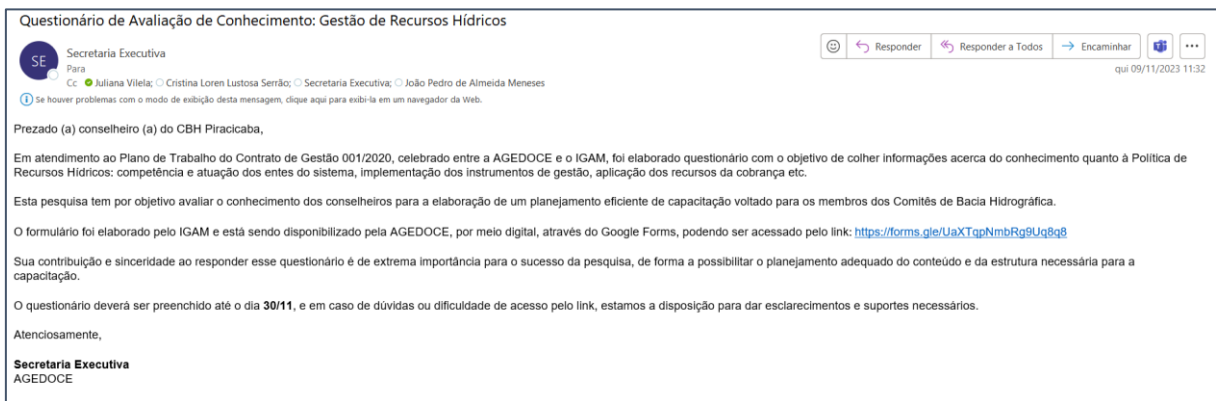 Questionário de Avaliação de Conhecimento: Gestão de Recursos Hídricos
SE
Secretaria Executiva
Para
Cc Juliana Vilela; Cristina Loren Lustosa Serrão; Secretaria Executiva; João Pedro de Almeida Meneses
Responder
Responder a Todos
Encaminhar
qui 09/11/2023 11:32
Se houver problemas com o modo de exibição desta mensagem, clique aqui para exibi-la em um navegador da Web.
Prezado (a) conselheiro (a) do CBH Piracicaba,
Em atendimento ao Plano de Trabalho do Contrato de Gestão 001/2020, celebrado entre a AGEDOCE e o IGAM, foi elaborado questionário com o objetivo de colher informações acerca do conhecimento quanto à Política de
Recursos Hídricos: competência e atuação dos entes do sistema, implementação dos instrumentos de gestão, aplicação dos recursos da cobrança etc.
Esta pesquisa tem por objetivo avaliar o conhecimento dos conselheiros para a elaboração de um planejamento eficiente de capacitação voltado para os membros dos Comitês de Bacia Hidrográfica.
O formulário foi elaborado pelo IGAM e está sendo disponibilizado pela AGEDOCE, por meio digital, através do Google Forms, podendo ser acessado pelo link: https://forms.gle/UaXTqpNmbRg9Uq8q8
Sua contribuição e sinceridade ao responder esse questionário é de extrema importância para o sucesso da pesquisa, de forma a possibilitar o planejamento adequado do conteúdo e da estrutura necessária para a
capacitação.
O questionário deverá ser preenchido até o dia 30/11, e em caso de dúvidas ou dificuldade de acesso pelo link, estamos a disposição para dar esclarecimentos e suportes necessários.
Atenciosamente,
Secretaria Executiva
AGEDOCE